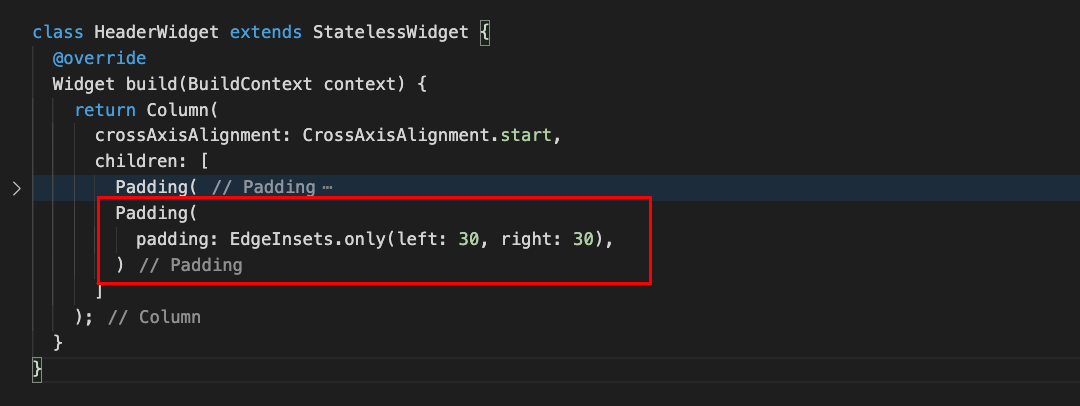 class HeaderWidget extends StatelessWidget {
@override
Widget build(BuildContext context) {
return Column(
crossAxisAlignment: CrossAxisAlignment.start,
children: [
Padding( // Padding ⋯
Padding(
padding: EdgeInsets.only(left: 30, right: 30),
) // Padding
]
); // Column
}
}